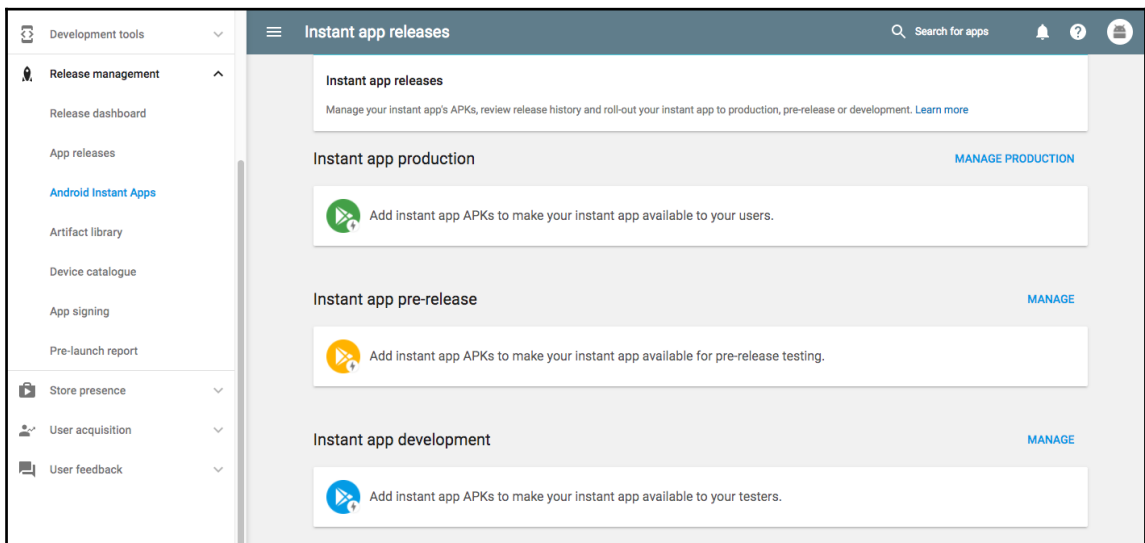 Development tools
Release management
Release dashboard
App releases
Android Instant Apps
Artifact library
Device catalogue
App signing
Pre-launch report
Store presence
User acquisition
User feedback
Instant app releases
Search for apps
Instant app releases
Manage your instant app's APKs, review release history and roll-out your instant app to production, pre-release or development. Learn more
Instant app production
MANAGE PRODUCTION
Add instant app APKs to make your instant app available to your users.
Instant app pre-release
MANAGE
Add instant app APKs to make your instant app available for pre-release testing.
Instant app development
MANAGE
Add instant app APKs to make your instant app available to your testers.